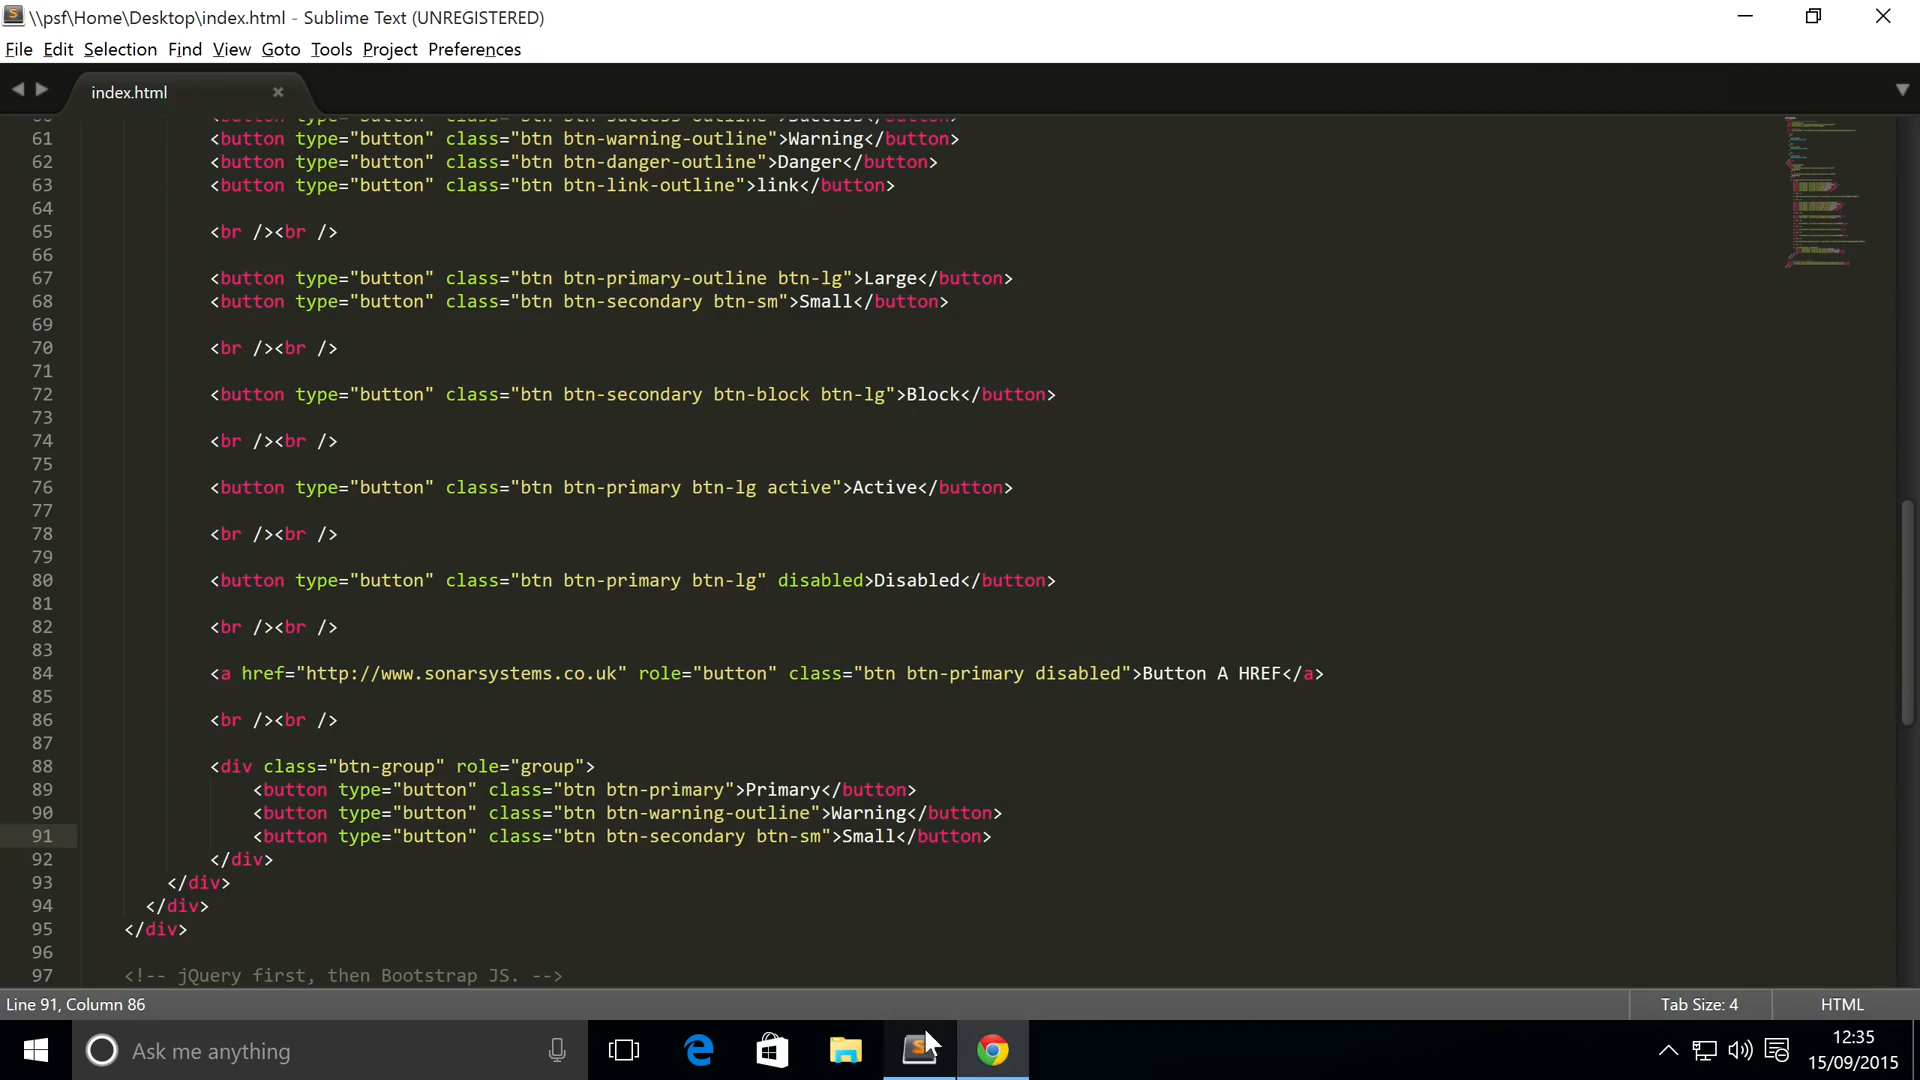 \\psf\Home\Desktop\index.html - Sublime Text (UNREGISTERED)
File Edit Selection Find View Goto Tools Project Preferences
index.html
60 <button type="button" class="btn btn-success-outline">Success</button>
61 <button type="button" class="btn btn-warning-outline">Warning</button>
62 <button type="button" class="btn btn-danger-outline">Danger</button>
63 <button type="button" class="btn btn-link-outline">link</button>
64
65 <br /><br />
66
67 <button type="button" class="btn btn-primary-outline btn-lg">Large</button>
68 <button type="button" class="btn btn-secondary btn-sm">Small</button>
69
70 <br /><br />
71
72 <button type="button" class="btn btn-secondary btn-block btn-lg">Block</button>
73
74 <br /><br />
75
76 <button type="button" class="btn btn-primary btn-lg active">Active</button>
77
78 <br /><br />
79
80 <button type="button" class="btn btn-primary btn-lg" disabled>Disabled</button>
81
82 <br /><br />
83
84 <a href="http://www.sonarsystems.co.uk" role="button" class="btn btn-primary disabled">Button A HREF</a>
85
86 <br /><br />
87
88 <div class="btn-group" role="group">
89 <button type="button" class="btn btn-primary">Primary</button>
90 <button type="button" class="btn btn-warning-outline">Warning</button>
91 <button type="button" class="btn btn-secondary btn-sm">Small</button>
92 </div>
93 </div>
94 </div>
95 </div>
96
97 <!-- jQuery first, then Bootstrap JS. -->
Line 91, Column 86 Tab Size: 4 HTML
Ask me anything
12:35
15/09/2015